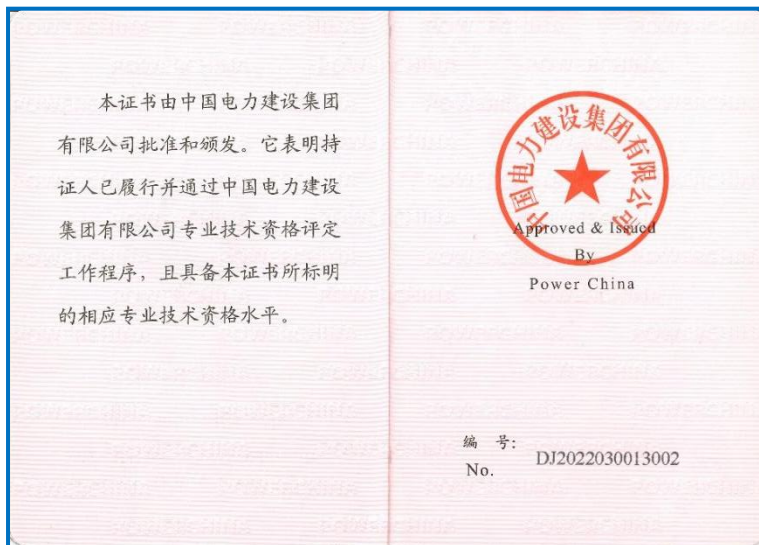 本证书由中国电力建设集团
有限公司批准和颁发。它表明持
证人已履行并通过中国电力建设
集团有限公司专业技术资格评定
工作程序，且具备本证书所标明
的相应专业技术资格水平。
中国电力建设集团有限公司
Approved & Issued
By
Power China
编 号：
No. DJ2022030013002